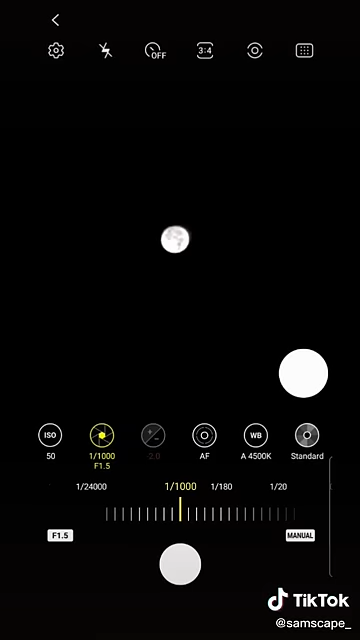 OFF
3:4
ISO
WB
50
1/1000
F1.5
-2.0
AF
A 4500K
Standard
1/24000
1/1000
1/180
1/20
F1.5
MANUAL
TikTok
@samscape_